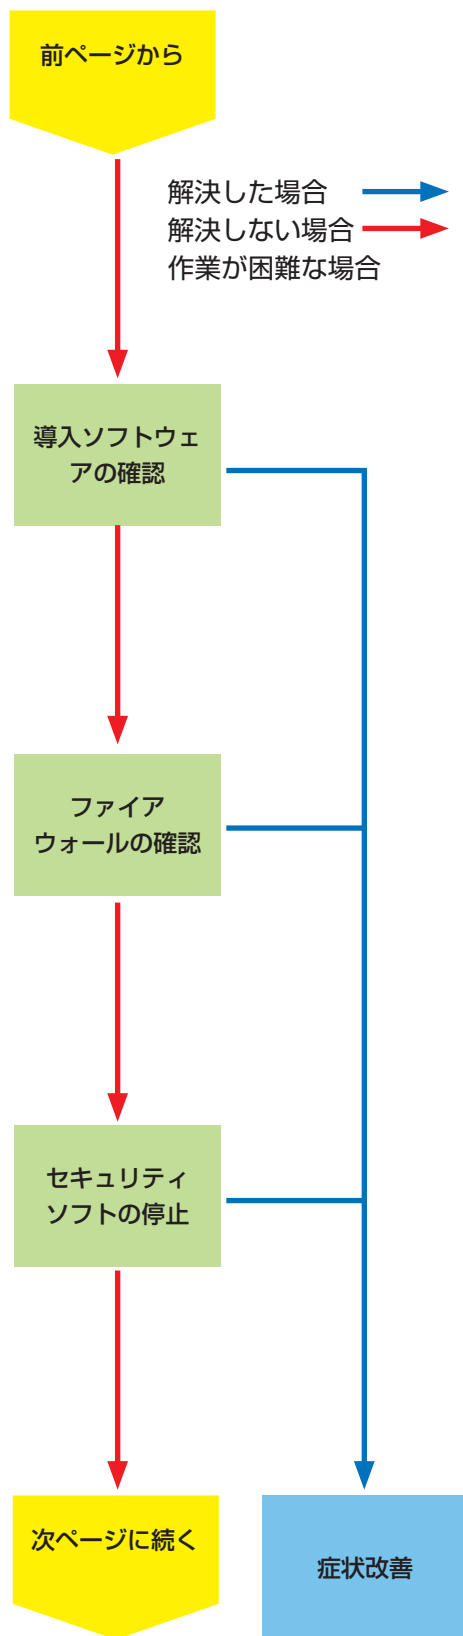 前ページから
解決した場合
解決しない場合
作業が困難な場合
導入ソフトウェ
アの確認
ファイア
ウォールの確認
セキュリティ
ソフトの停止
次ページに続く
症状改善